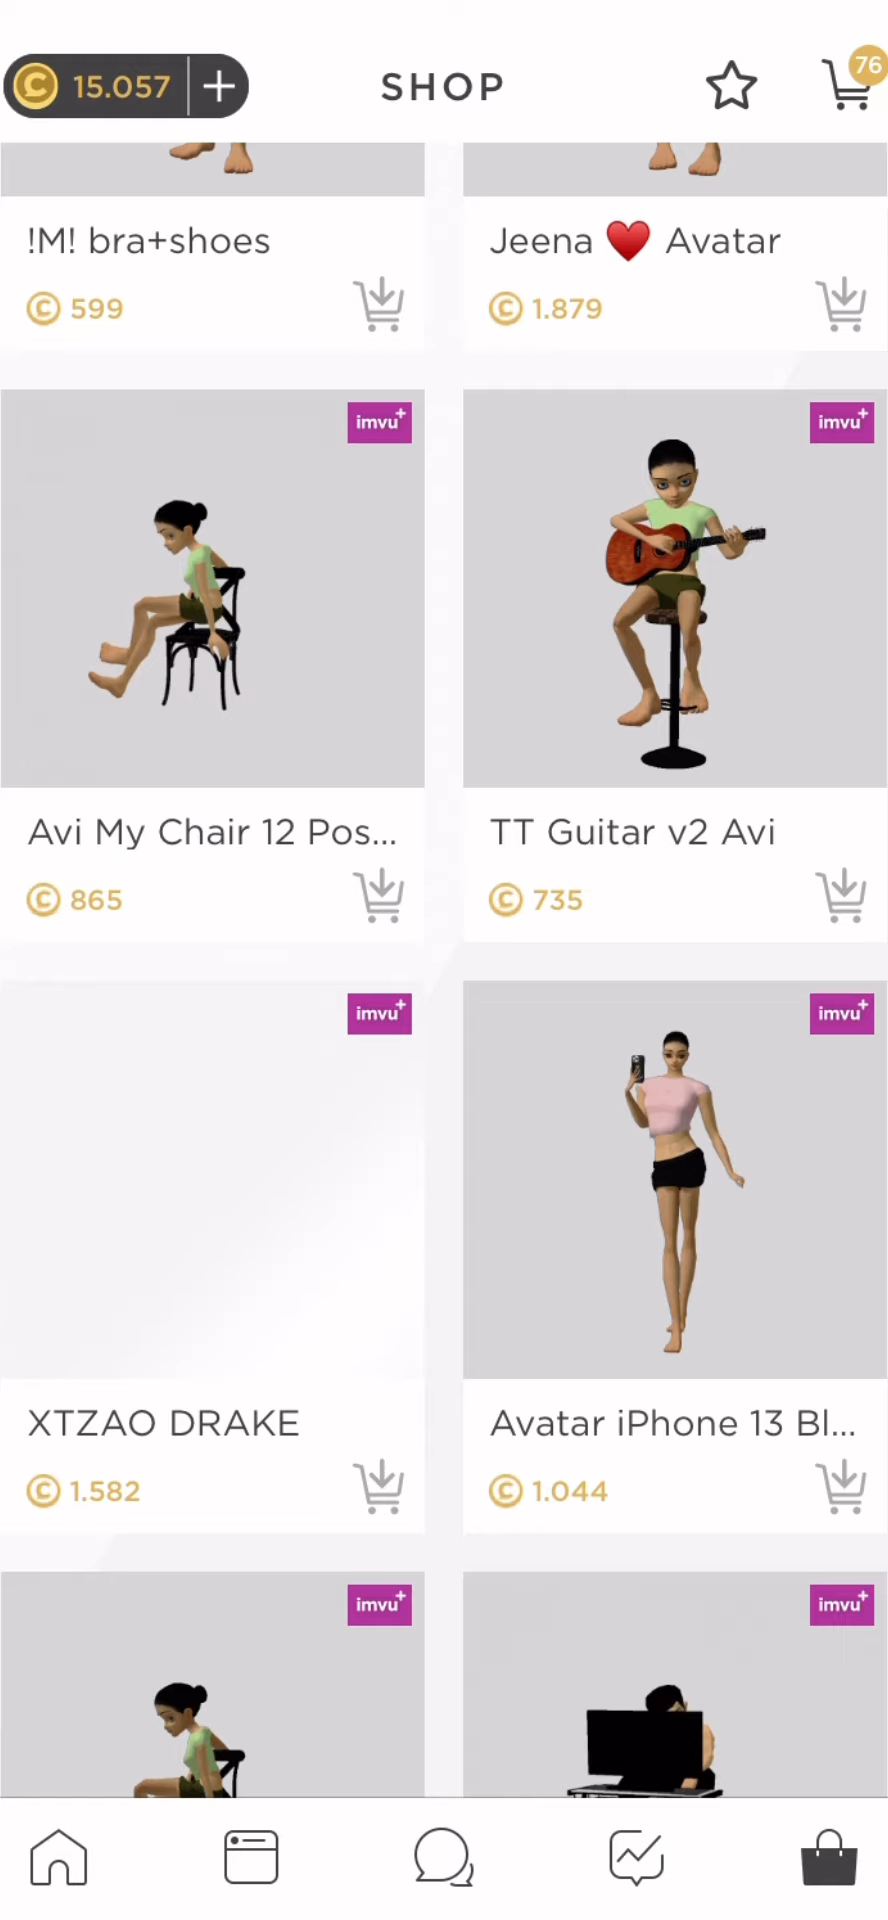 15.057
SHOP
76
!M! bra+shoes
Jeena ♥️ Avatar
599
1.879
imvu+
imvu+
Avi My Chair 12 Pos...
TT Guitar v2 Avi
865
735
imvu+
imvu+
XTZAO DRAKE
Avatar iPhone 13 Bl...
1.582
1.044
imvu+
imvu+